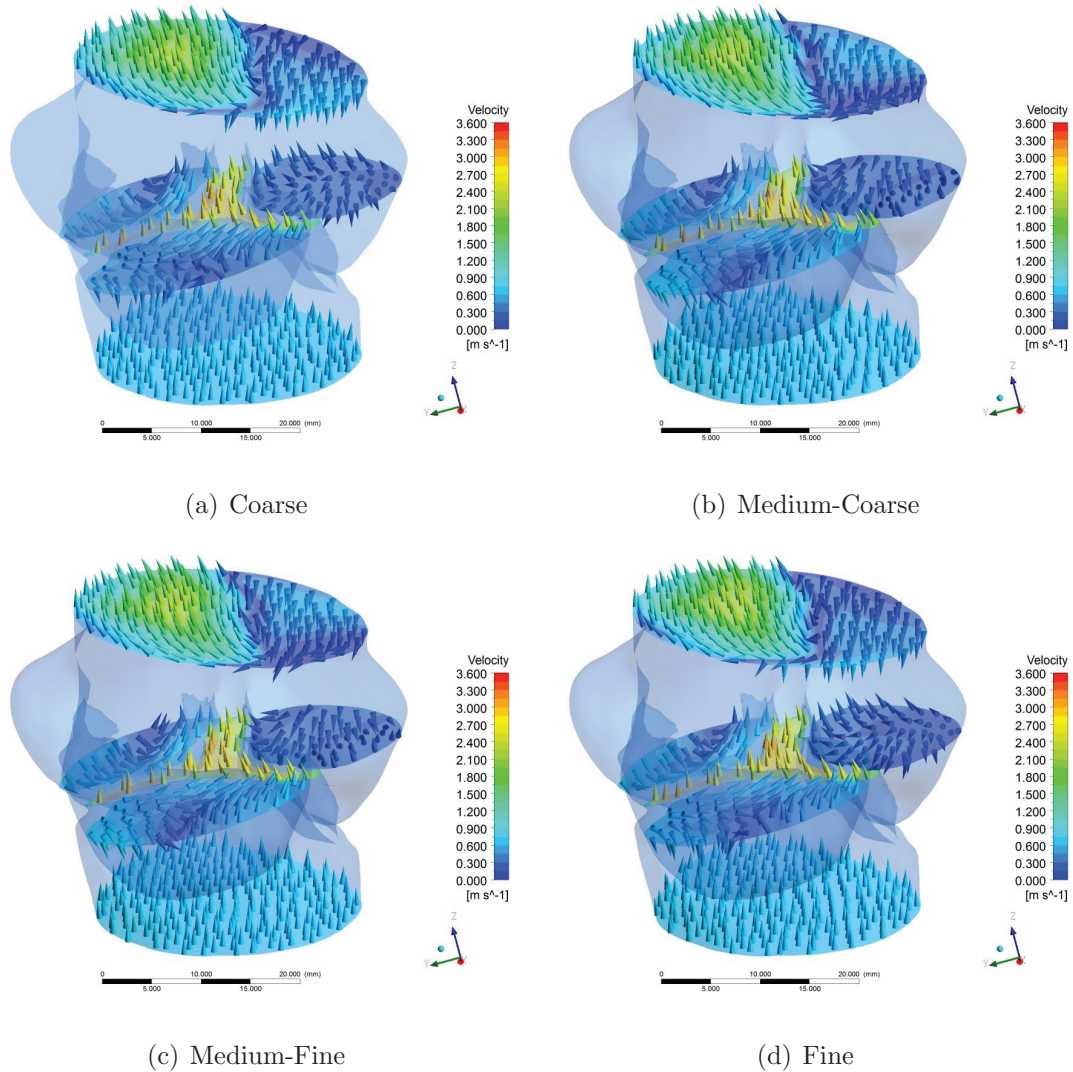 Velocity
3.600
3.300
3.000
2.700
2.400
2.100
1.800
1.500
1.200
0.900
0.600
0.300
0.000
[m s^-1]
Z
Y
X
0 10.000 20.000 (mm)
5.000 15.000
(a) Coarse
Velocity
3.600
3.300
3.000
2.700
2.400
2.100
1.800
1.500
1.200
0.900
0.600
0.300
0.000
[m s^-1]
Z
Y
X
0 10.000 20.000 (mm)
5.000 15.000
(b) Medium-Coarse
Velocity
3.600
3.300
3.000
2.700
2.400
2.100
1.800
1.500
1.200
0.900
0.600
0.300
0.000
[m s^-1]
Z
Y
X
0 10.000 20.000 (mm)
5.000 15.000
(c) Medium-Fine
Velocity
3.600
3.300
3.000
2.700
2.400
2.100
1.800
1.500
1.200
0.900
0.600
0.300
0.000
[m s^-1]
Z
Y
X
0 10.000 20.000 (mm)
5.000 15.000
(d) Fine